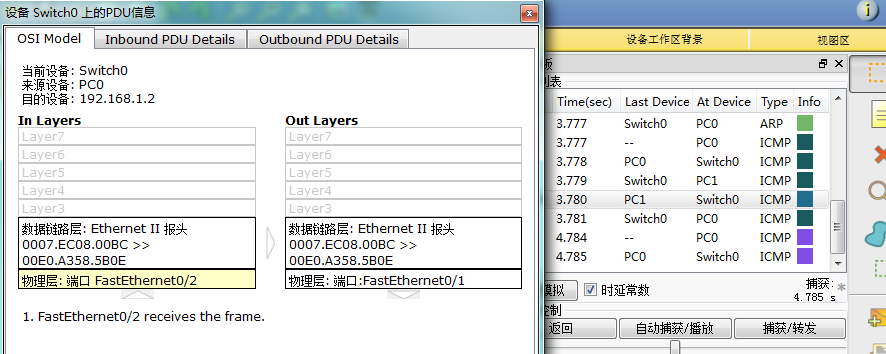 设备 Switch0 上的PDU信息
OSI Model
Inbound PDU Details
Outbound PDU Details
当前设备: Switch0
来源设备: PC0
目的设备: 192.168.1.2
In Layers
Out Layers
Layer7
Layer7
Layer6
Layer6
Layer5
Layer5
Layer4
Layer4
Layer3
Layer3
数据链路层: Ethernet II 报头
0007.EC08.00BC >>
00E0.A358.5B0E
数据链路层: Ethernet II 报头
0007.EC08.00BC >>
00E0.A358.5B0E
物理层: 端口 FastEthernet0/2
物理层: 端口:FastEthernet0/1
1. FastEthernet0/2 receives the frame.
设备工作区背景
视图区
板
列表
Time(sec) Last Device At Device Type Info
3.777 Switch0 PC0 ARP
3.777 -- PC0 ICMP
3.778 PC0 Switch0 ICMP
3.779 Switch0 PC1 ICMP
3.780 PC1 Switch0 ICMP
3.781 Switch0 PC0 ICMP
4.784 -- PC0 ICMP
4.785 PC0 Switch0 ICMP
模拟
时延常数
捕获:
4.785 s
控制
返回
自动捕获/播放
捕获/转发